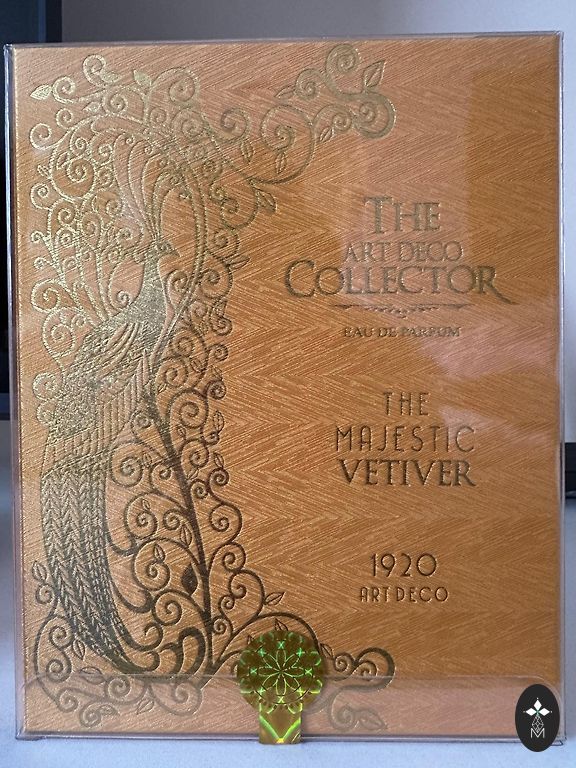 THE
ART DECO
COLLECTOR
EAU DE PARFUM
THE
MAJESTIC
VETIVER
1920
ART DECO
M